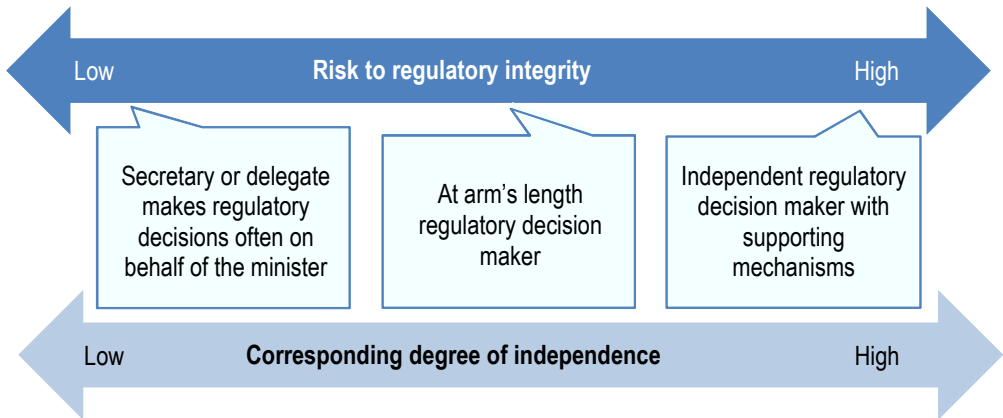 Low Risk to regulatory integrity High
Secretary or delegate
makes regulatory
decisions often on
behalf of the minister
At arm's length
regulatory decision
maker
Independent regulatory
decision maker with
supporting
mechanisms
Low Corresponding degree of independence High